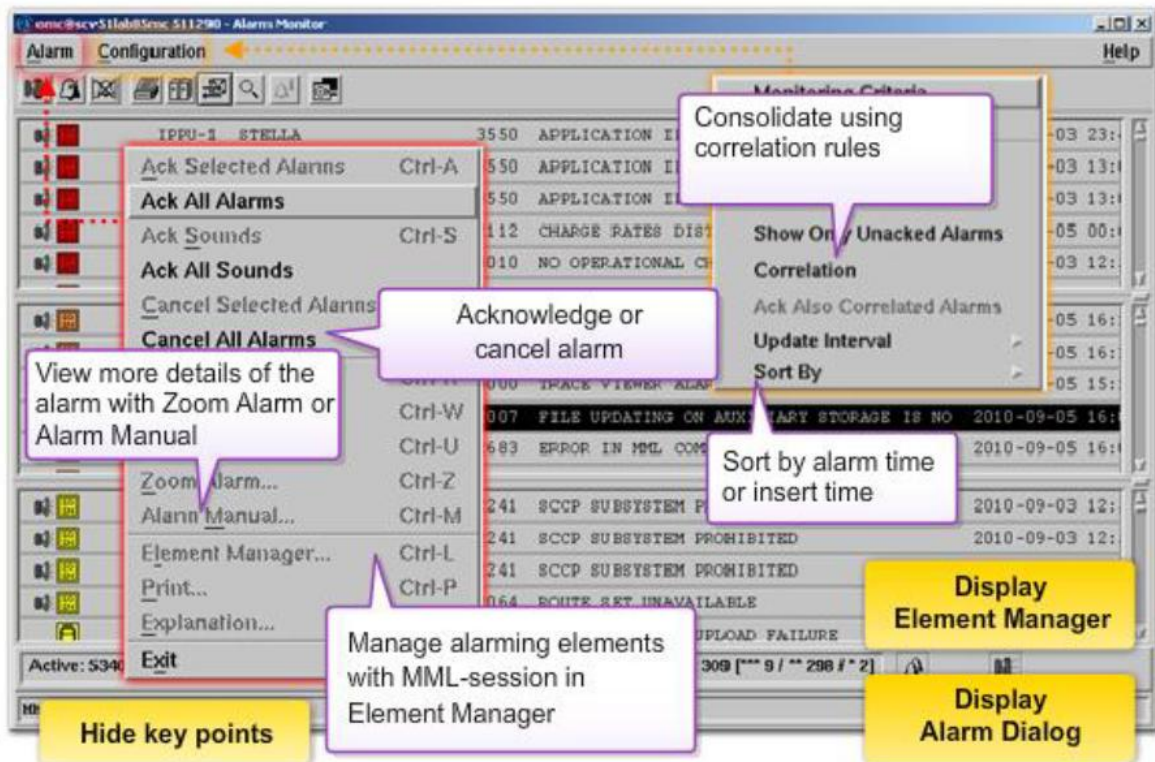 omc@scv51lab85mc 511290 - Alarms Monitor
Alarm Configuration Help
Monitoring Criteria
Consolidate using
correlation rules
IPPU-1 STELLA 3550 APPLICATION -03 23:
Ack Selected Alarms Ctrl-A 550 APPLICATION -03 13:
Ack All Alarms 550 APPLICATION -03 13:
Ack Sounds Ctrl-S 112 CHARGE RATES -05 00:
Show Only Unacked Alarms
Ack All Sounds 010 NO OPERATIONAL -03 12:
Correlation
Cancel Selected Alarms
Ack Also Correlated Alarms
Cancel All Alarms
Acknowledge or
cancel alarm
-05 16:
Update Interval
-05 16:
Sort By
View more details of the
alarm with Zoom Alarm or
Alarm Manual
000 TRACE VIEWER -05 15:
Ctrl-W 007 FILE UPDATING ON AUXILIARY STORAGE IS NO 2010-09-05 16:
Ctrl-U 683 ERROR IN MML 2010-09-05 16:
Sort by alarm time
or insert time
Zoom Alarm... Ctrl-Z
Alarm Manual... Ctrl-M
241 SCCP SUBSYSTEM 2010-09-03 12:
Element Manager... Ctrl-L 241 SCCP SUBSYSTEM PROHIBITED 2010-09-03 12:
Print... Ctrl-P 241 SCCP SUBSYSTEM PROHIBITED
Explanation... 064 ROUTE SET UNAVAILABLE
UPLOAD FAILURE
Exit
Manage alarming elements
with MML-session in
Element Manager
Display
Element Manager
Active: 5340 309 [*** 9 / ** 298 / * 2]
Hide key points
Display
Alarm Dialog